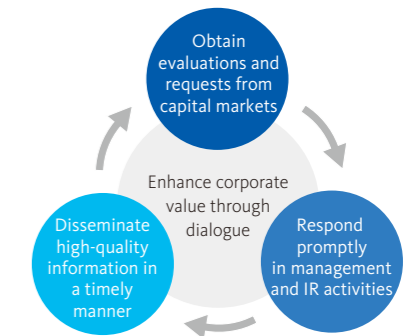 Obtain
evaluations and
requests from
capital markets
Enhance corporate
value through
dialogue
Disseminate
high-quality
information in
a timely
manner
Respond
promptly
in management
and IR activities